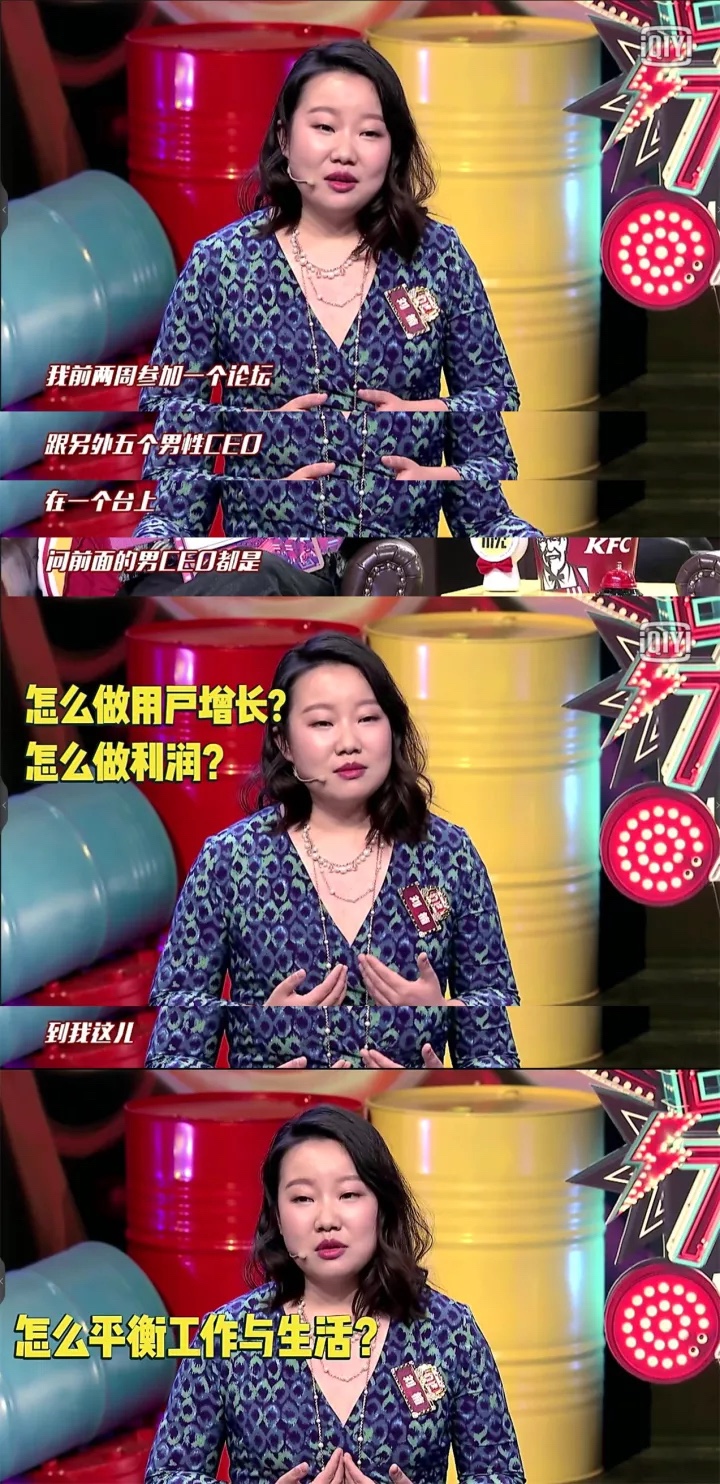 iQIYI
我前两周参加一个论坛
跟另外五个男性CEO
在一个台上
KFC
问前面的男CEO都是
iQIYI
怎么做用户增长?
怎么做利润?
到我这儿
怎么平衡工作与生活?